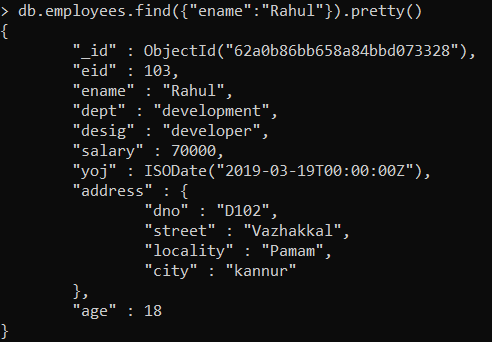 > db.employees.find({"ename":"Rahul"}).pretty()
{
        "_id" : ObjectId("62a0b86bb658a84bbd073328"),
        "eid" : 103,
        "ename" : "Rahul",
        "dept" : "development",
        "desig" : "developer",
        "salary" : 70000,
        "yoj" : ISODate("2019-03-19T00:00:00Z"),
        "address" : {
                "dno" : "D102",
                "street" : "Vazhakkal",
                "locality" : "Pamam",
                "city" : "kannur"
        },
        "age" : 18
}